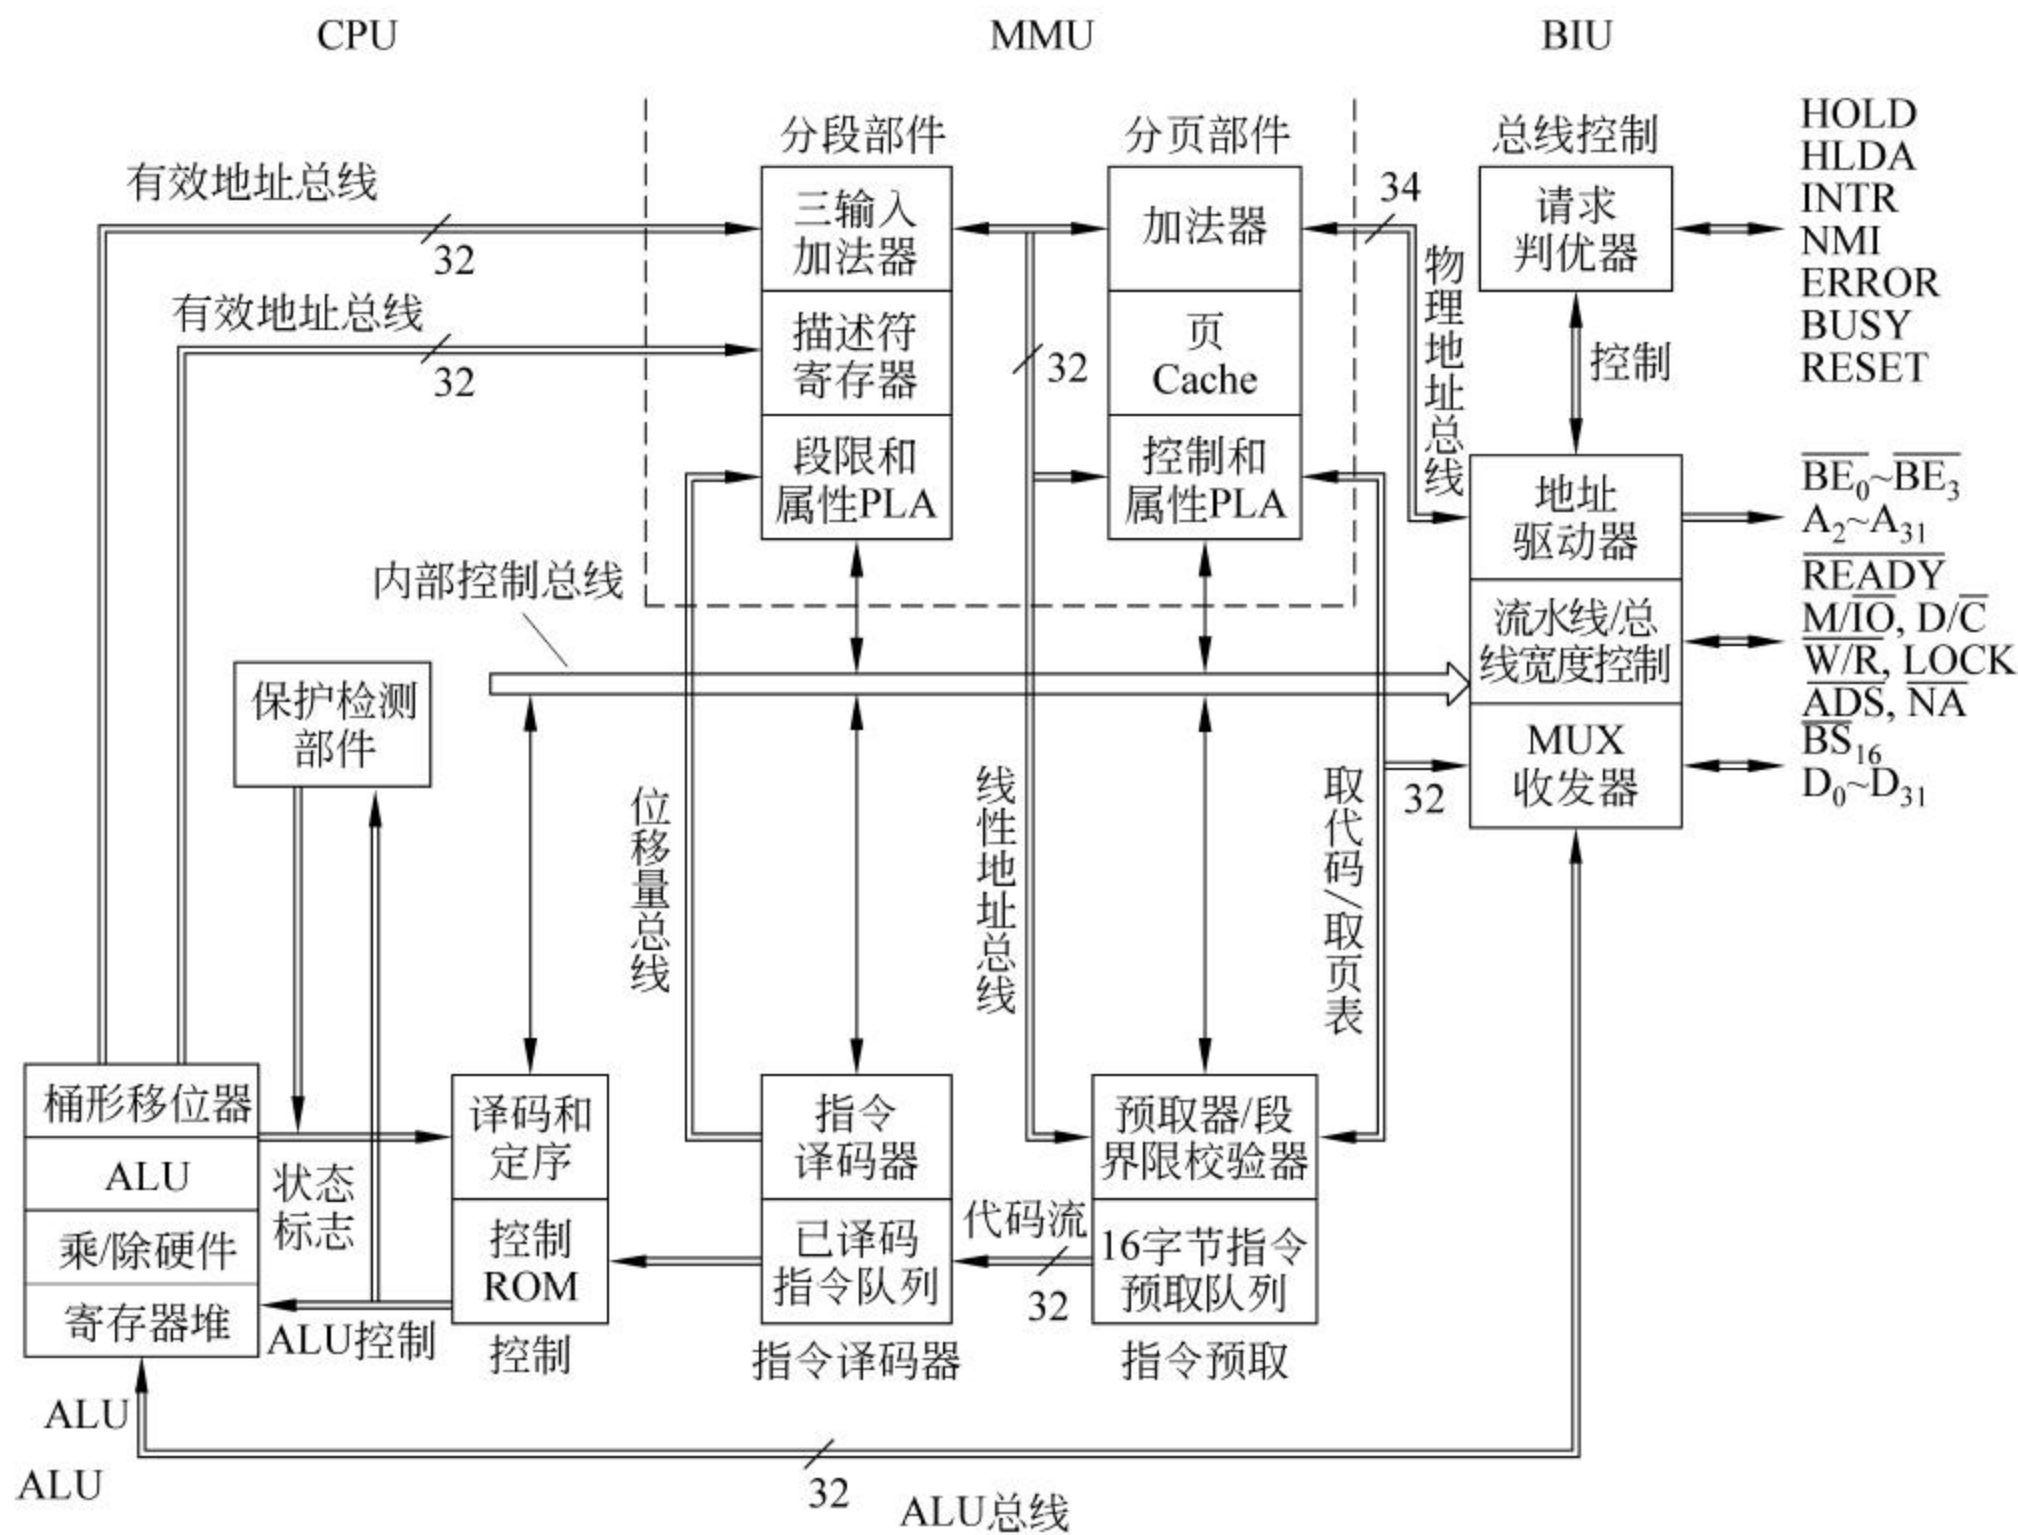 CPU
MMU
BIU
分段部件
分页部件
总线控制
HOLD
HLDA
INTR
NMI
ERROR
BUSY
RESET
有效地址总线
32
有效地址总线
32
三输入
加法器
描述符
寄存器
段限和
属性PLA
32
加法器
页
Cache
控制和
属性PLA
34
物理地址总线
请求
判优器
控制
地址
驱动器
流水线/总
线宽度控制
MUX
收发器
B̅E̅₀~B̅E̅₃
A₂~A₃₁
R̅E̅A̅D̅Y̅
M/I̅O̅, D/C̅
W̅/̅R̅, LOCK
A̅D̅S̅, N̅A̅
B̅S̅₁₆
D₀~D₃₁
内部控制总线
保护检测
部件
位移量总线
线性地址总线
取代码/取页表
32
桶形移位器
ALU
乘/除硬件
寄存器堆
状态
标志
ALU控制
译码和
定序
控制
ROM
控制
指令
译码器
已译码
指令队列
指令译码器
代码流
32
预取器/段
界限校验器
16字节指令
预取队列
指令预取
ALU
ALU
32
ALU总线